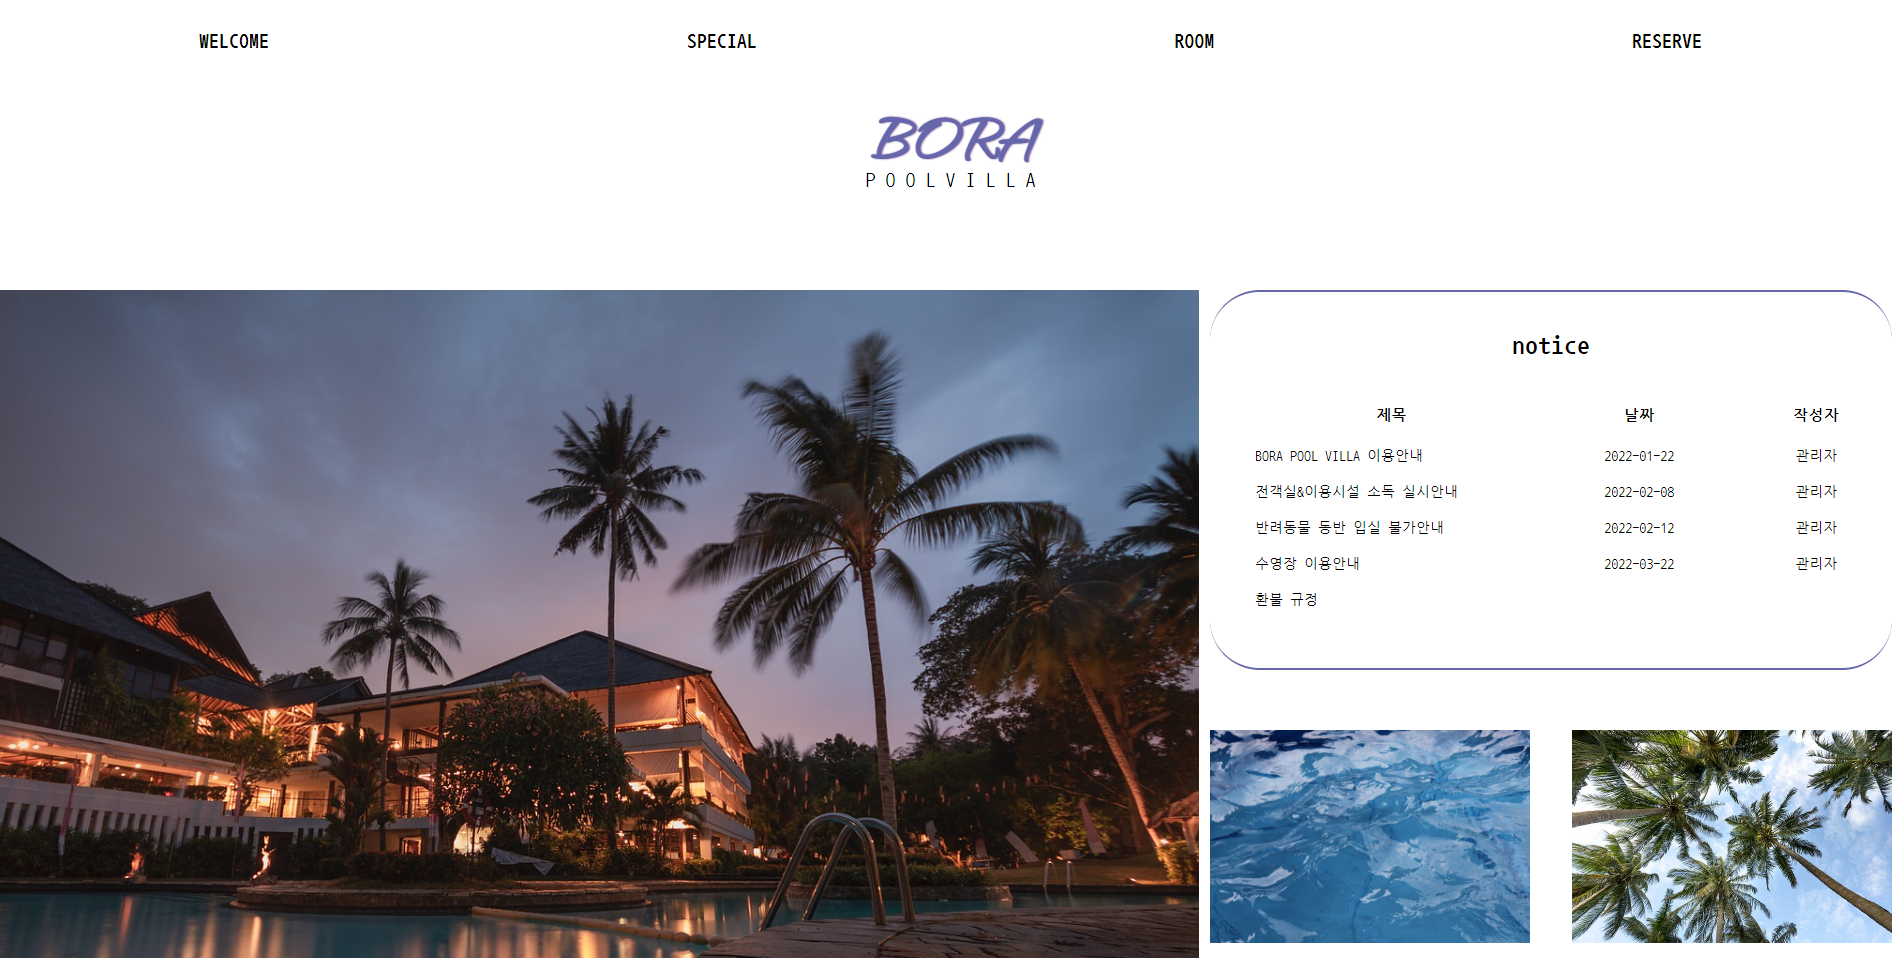 WELCOME SPECIAL ROOM RESERVE
BORA
POOLVILLA
notice
제목 날짜 작성자
BORA POOL VILLA 이용안내 2022-01-22 관리자
전객실&이용시설 소독 실시안내 2022-02-08 관리자
반려동물 동반 입실 불가안내 2022-02-12 관리자
수영장 이용안내 2022-03-22 관리자
환불 규정